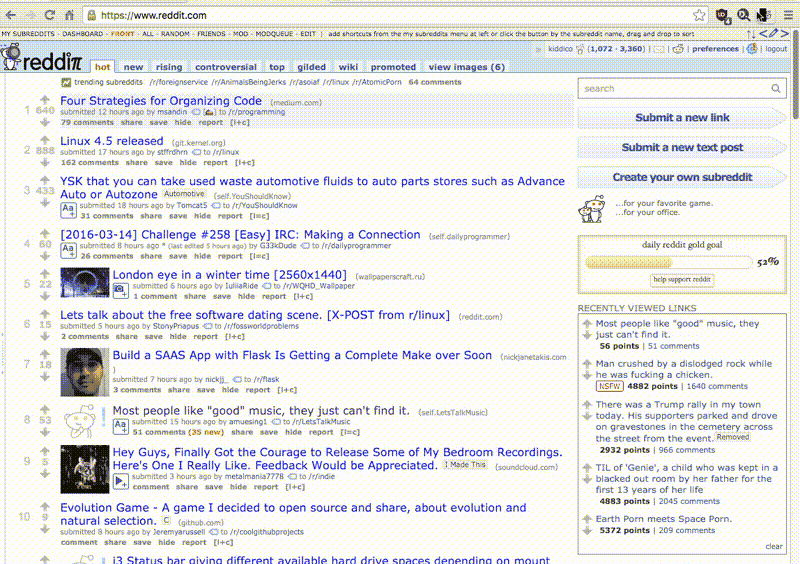 https://www.reddit.com
MY SUBREDDITS - DASHBOARD - FRONT - ALL - RANDOM - FRIENDS - MOD - MODQUEUE - EDIT | add shortcuts from the my subreddits menu at left or click the button by the subreddit name, drag and drop to sort
kiddico (1,072 · 3,360) | | preferences | | logout
reddit hot new rising controversial top gilded wiki promoted view images (6)
trending subreddits /r/foreignservice /r/AnimalsBeingJerks /r/asoiaf /r/linux /r/AtomicPorn 64 comments
1 640 Four Strategies for Organizing Code (medium.com)
submitted 12 hours ago by msandin to /r/programming
79 comments share save hide report [l+c]
2 888 Linux 4.5 released (git.kernel.org)
submitted 17 hours ago by stffrdhrn to /r/linux
162 comments share save hide report [l+c]
3 433 YSK that you can take used waste automotive fluids to auto parts stores such as Advance
Auto or Autozone Automotive (self.YouShouldKnow)
submitted 18 hours ago by TomcatS to /r/YouShouldKnow
Aa+ 31 comments share save hide report [l=c]
4 60 [2016-03-14] Challenge #258 [Easy] IRC: Making a Connection (self.dailyprogrammer)
submitted 8 hours ago * (last edited 5 hours ago) by G33kDude to /r/dailyprogrammer
Aa+ 26 comments share save hide report [l=c]
5 22 London eye in a winter time [2560x1440] (wallpaperscraft.ru)
submitted 6 hours ago by IuliiaRide to /r/WQHD_Wallpaper
1 comment share save hide report [l+c]
6 15 Lets talk about the free software dating scene. [X-POST from r/linux] (reddit.com)
submitted 5 hours ago by StonyPriapus to /r/fossworldproblems
2 comments share save hide report [l+c]
7 18 Build a SAAS App with Flask Is Getting a Complete Make over Soon (nickjanetakis.com
)
submitted 7 hours ago by nickjj_ to /r/flask
3 comments share save hide report [l+c]
8 53 Most people like "good" music, they just can't find it. (self.LetsTalkMusic)
submitted 15 hours ago by amuesing1 to /r/LetsTalkMusic
Aa+ 51 comments (35 new) share save hide report [l=c]
9 5 Hey Guys, Finally Got the Courage to Release Some of My Bedroom Recordings.
Here's One I Really Like. Feedback Would be Appreciated. I Made This (soundcloud.com)
submitted 3 hours ago by metalmania7778 to /r/indie
comment share save hide report [l+c]
10 9 Evolution Game - A game I decided to open source and share, about evolution and
natural selection. C (github.com)
submitted 8 hours ago by Jeremyarussell to /r/coolgithubprojects
comment share save hide report [l+c]
i3 Status bar giving different available hard drive spaces depending on mount
search
Submit a new link
Submit a new text post
Create your own subreddit
...for your favorite game.
...for your office.
daily reddit gold goal
52%
help support reddit
RECENTLY VIEWED LINKS
Most people like "good" music, they
just can't find it.
56 points | 51 comments
Man crushed by a dislodged rock while
he was fucking a chicken.
NSFW 4882 points | 1640 comments
There was a Trump rally in my town
today. His supporters parked and drove
on gravestones in the cemetery across
the street from the event. Removed
2932 points | 966 comments
TIL of 'Genie', a child who was kept in a
blacked out room by her father for the
first 13 years of her life
4883 points | 2045 comments
Earth Porn meets Space Porn.
5372 points | 209 comments
clear